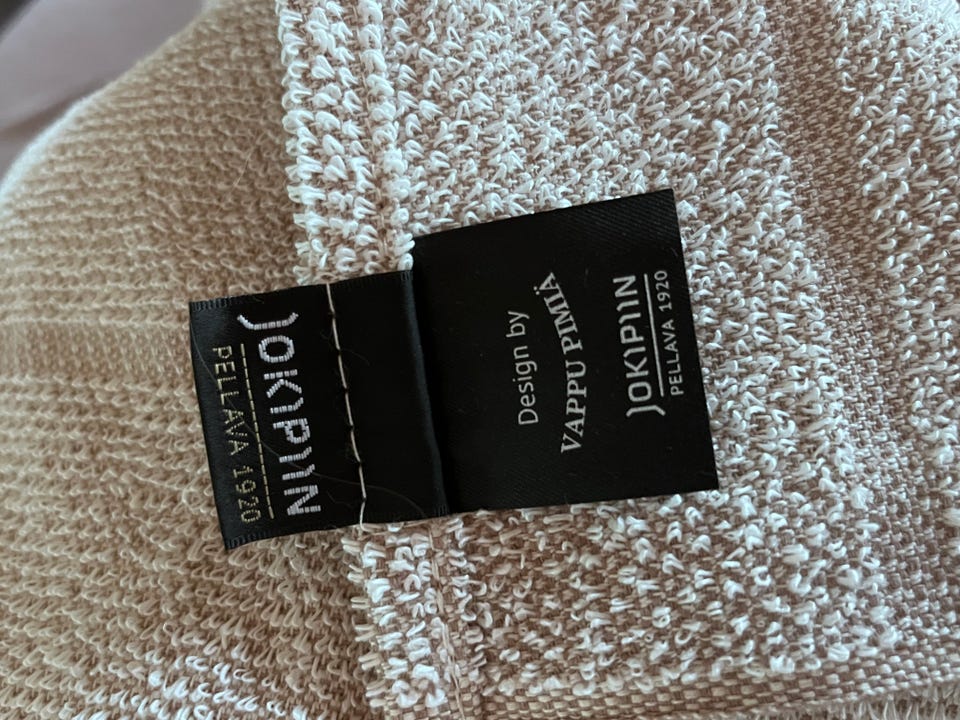 JOKIPIIN
PELLAVA 1920
Design by
VAPPU PIMIÄ
JOKIPIIN
PELLAVA 1920